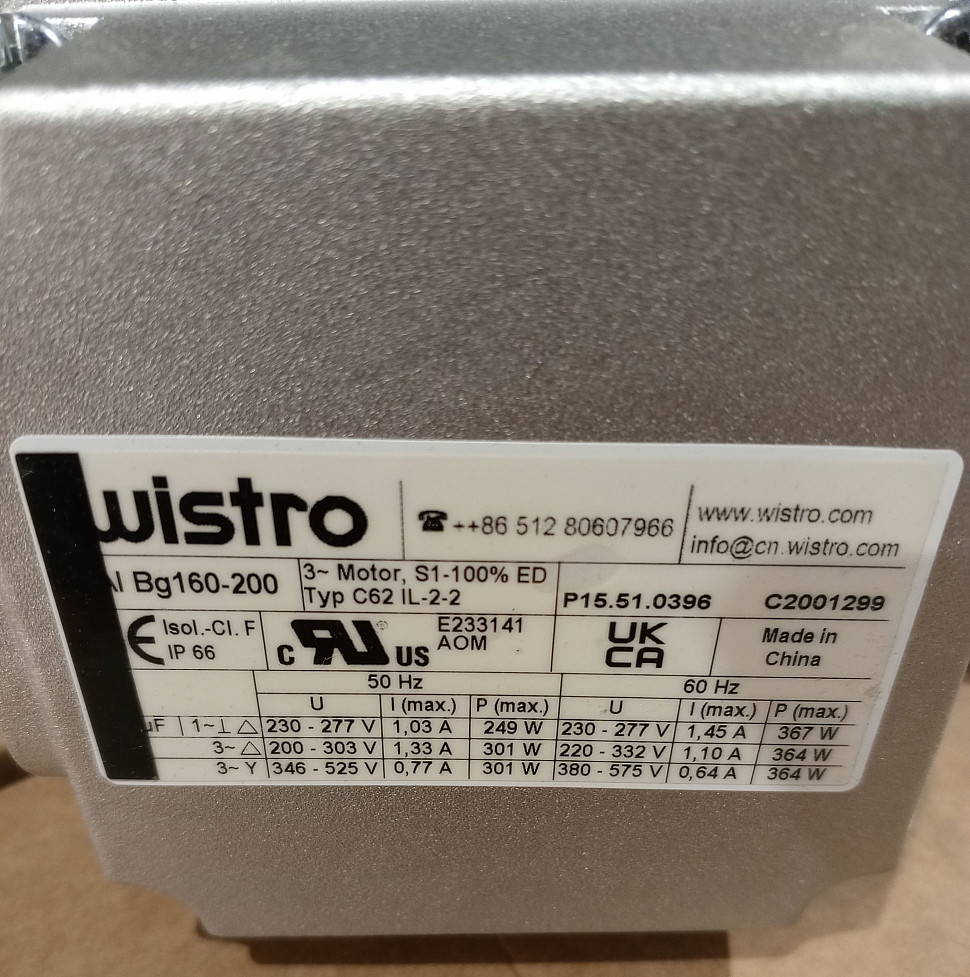 wistro
☎ ++86 512 80607966
www.wistro.com
info@cn.wistro.com
Bg160-200
3~ Motor, S1-100% ED
Typ C62 IL-2-2
P15.51.0396 C2001299
CE Isol.-Cl. F
IP 66
c RU US
E233141
AOM
UK
CA
Made in
China
50 Hz 60 Hz
U I (max.) P (max.) U I (max.) P (max.)
µF 1~ ⊥ △ 230 - 277 V 1,03 A 249 W 230 - 277 V 1,45 A 367 W
3~ △ 200 - 303 V 1,33 A 301 W 220 - 332 V 1,10 A 364 W
3~ Y 346 - 525 V 0,77 A 301 W 380 - 575 V 0,64 A 364 W